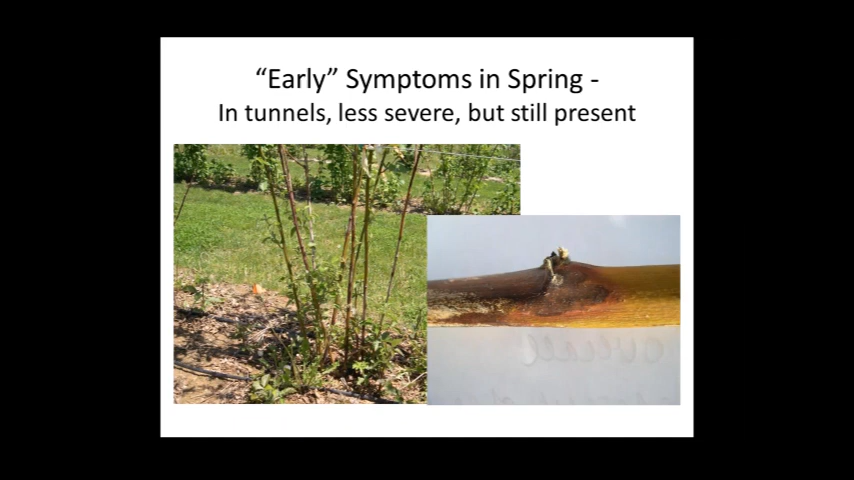 “Early” Symptoms in Spring -
In tunnels, less severe, but still present